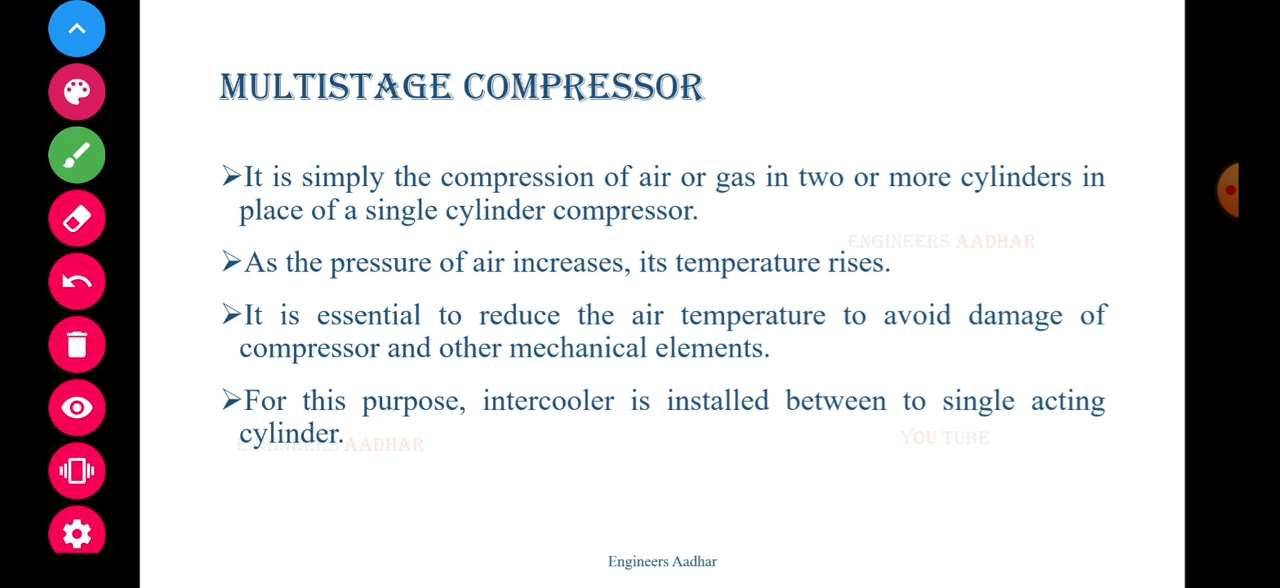 MULTISTAGE COMPRESSOR
➢It is simply the compression of air or gas in two or more cylinders in
place of a single cylinder compressor.
ENGINEERS AADHAR
➢As the pressure of air increases, its temperature rises.
➢It is essential to reduce the air temperature to avoid damage of
compressor and other mechanical elements.
➢For this purpose, intercooler is installed between to single acting
cylinder.
ENGINEERS AADHAR
YOU TUBE
Engineers Aadhar